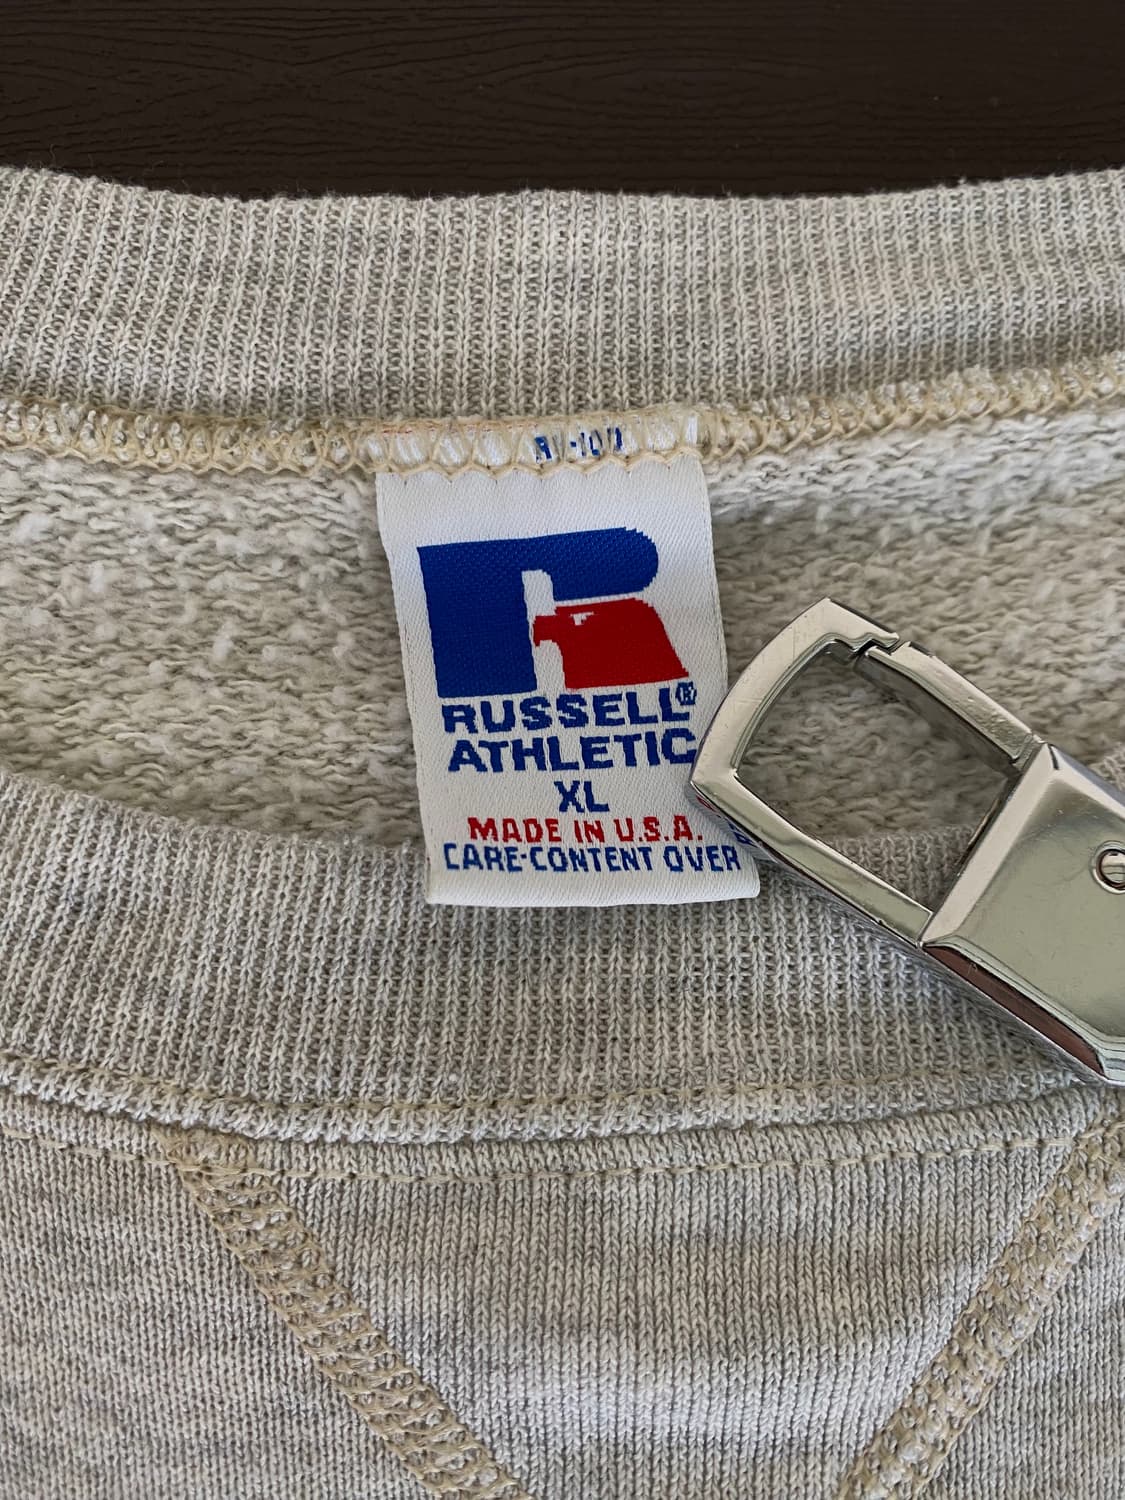 RUSSELL®
ATHLETIC
XL
MADE IN U.S.A.
CARE-CONTENT OVER